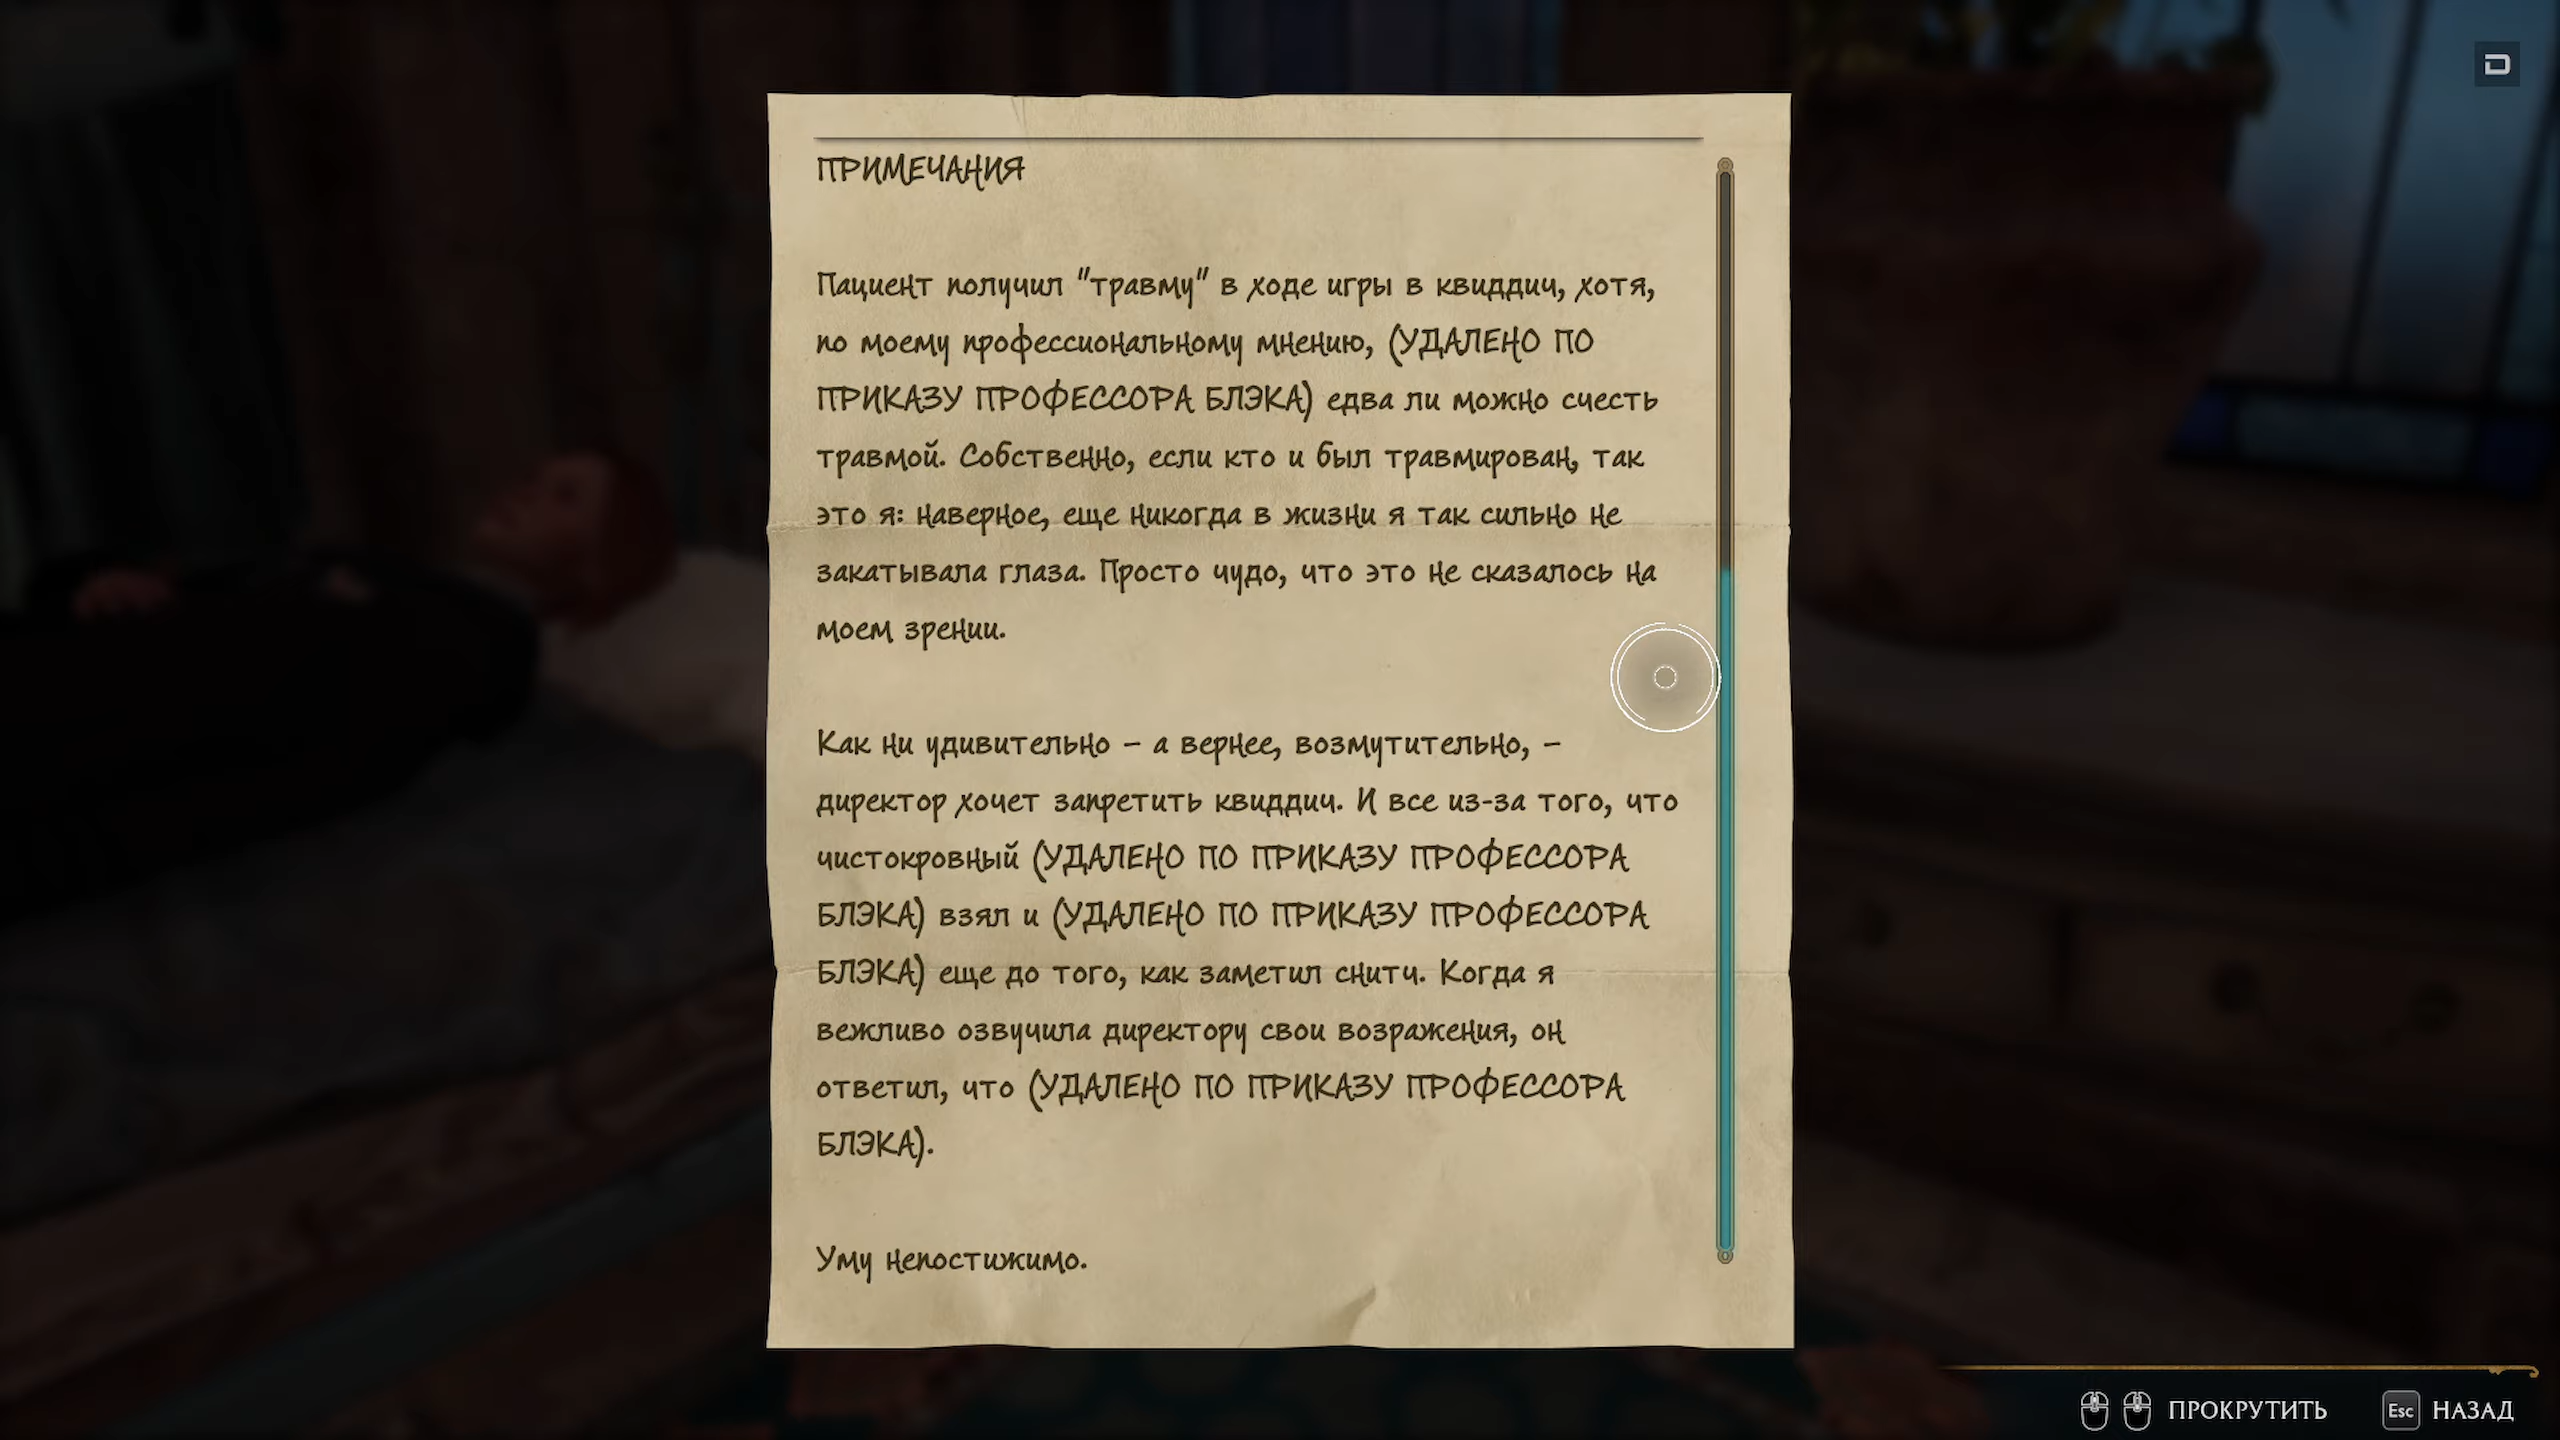 ПРИМЕЧАНИЯ
Пациент получил "травму" в ходе игры в квиддич, хотя,
по моему профессиональному мнению, (УДАЛЕНО ПО
ПРИКАЗУ ПРОФЕССОРА БЛЭКА) едва ли можно счесть
травмой. Собственно, если кто и был травмирован, так
это я: наверное, еще никогда в жизни я так сильно не
закатывала глаза. Просто чудо, что это не сказалось на
моем зрении.
Как ни удивительно – а вернее, возмутительно, –
директор хочет запретить квиддич. И все из-за того, что
чистокровный (УДАЛЕНО ПО ПРИКАЗУ ПРОФЕССОРА
БЛЭКА) взял и (УДАЛЕНО ПО ПРИКАЗУ ПРОФЕССОРА
БЛЭКА) еще до того, как заметил снитч. Когда я
вежливо озвучила директору свои возражения, он
ответил, что (УДАЛЕНО ПО ПРИКАЗУ ПРОФЕССОРА
БЛЭКА).
Уму непостижимо.
ПРОКРУТИТЬ Esc НАЗАД